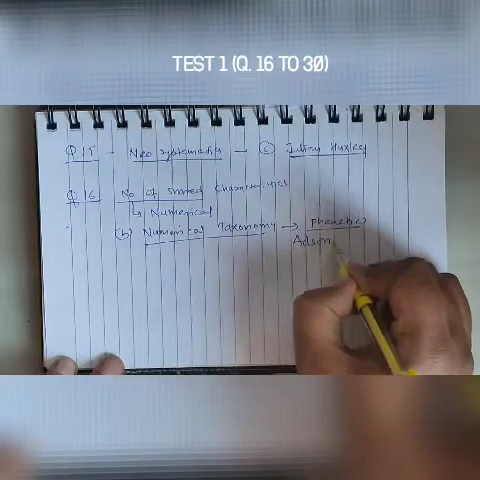 TEST 1 (Q. 16 TO 30)
Q.15 - Neo systematics - (c) Julian Huxley
Q 16 No of shared Characteristics
↳ Numerical
(b) Numerical Taxonomy → Phenetics
Adson